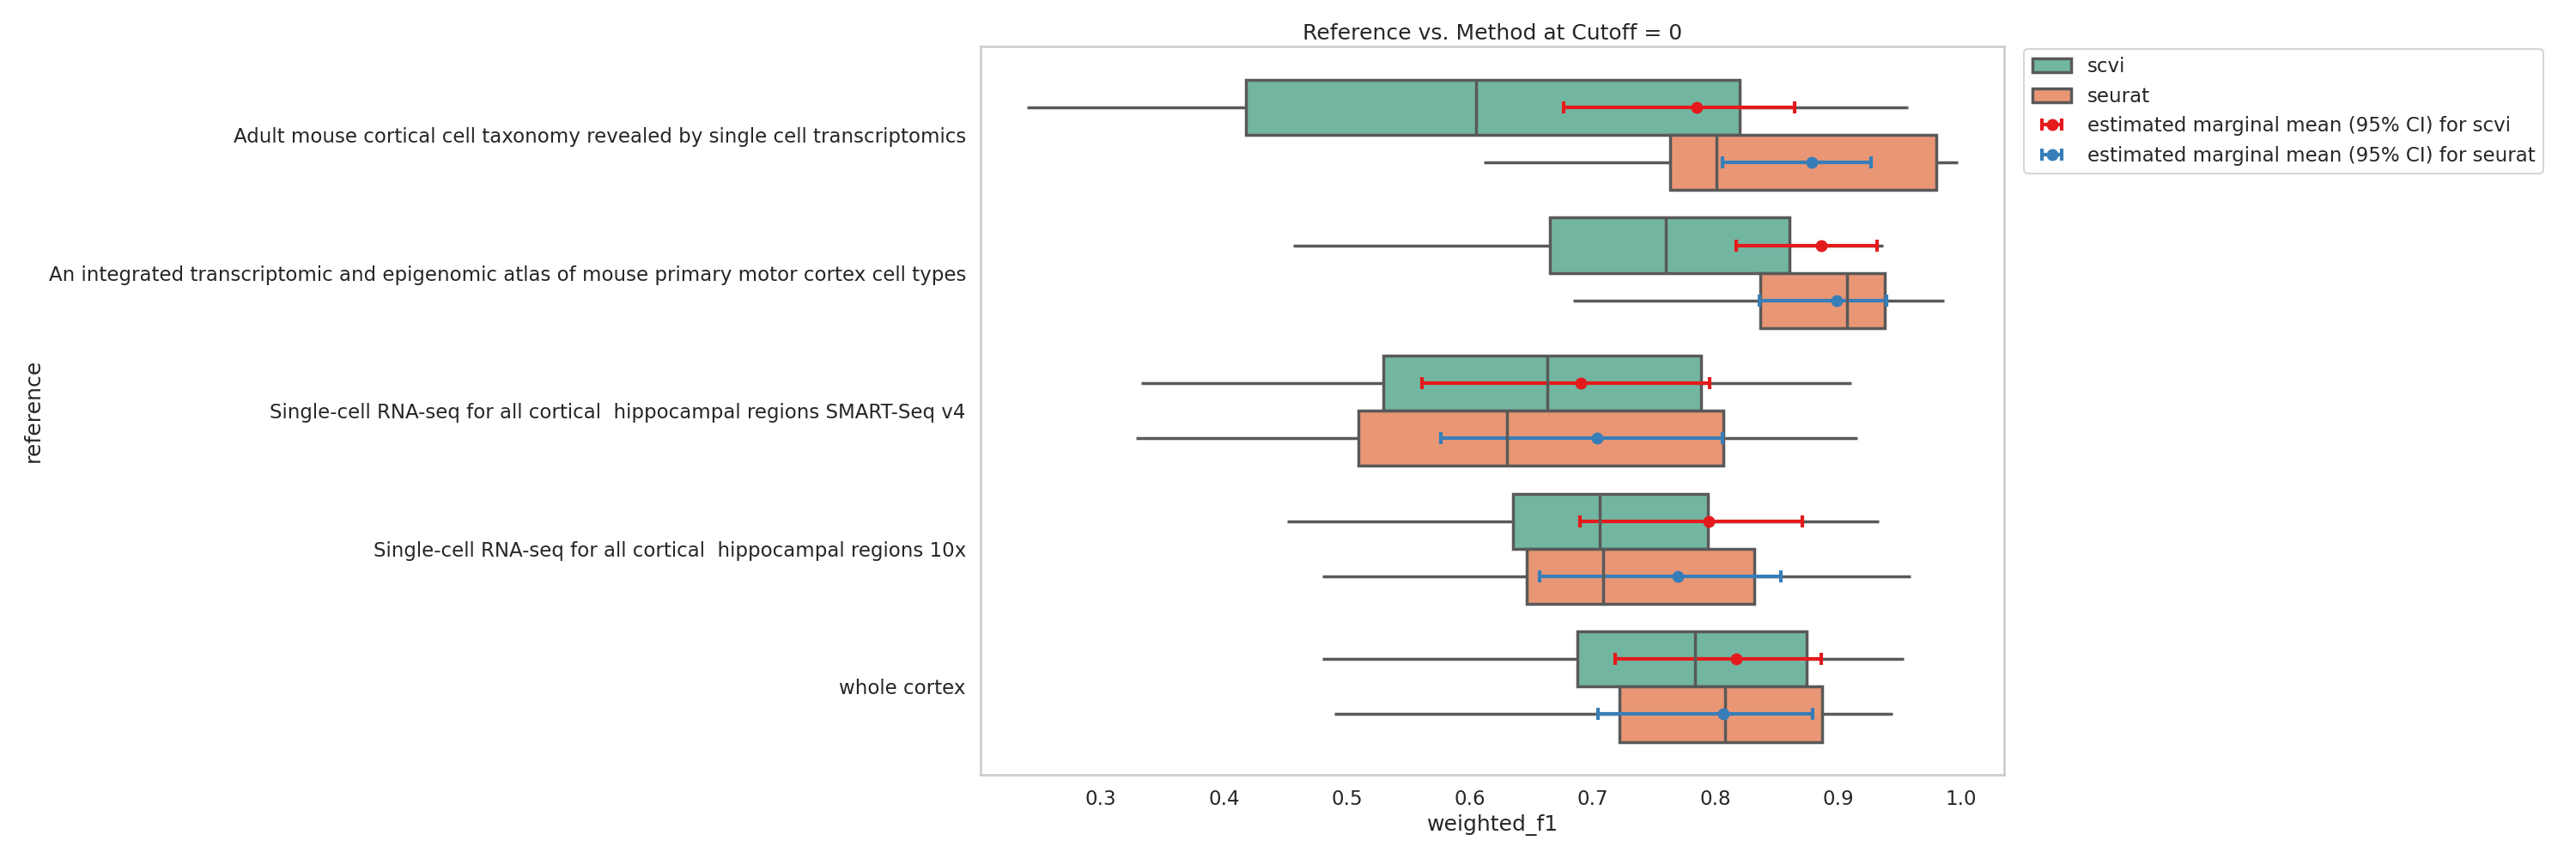 Reference vs. Method at Cutoff = 0
scvi
seurat
estimated marginal mean (95% CI) for scvi
estimated marginal mean (95% CI) for seurat
reference
Adult mouse cortical cell taxonomy revealed by single cell transcriptomics
An integrated transcriptomic and epigenomic atlas of mouse primary motor cortex cell types
Single-cell RNA-seq for all cortical  hippocampal regions SMART-Seq v4
Single-cell RNA-seq for all cortical  hippocampal regions 10x
whole cortex
0.3 0.4 0.5 0.6 0.7 0.8 0.9 1.0
weighted_f1